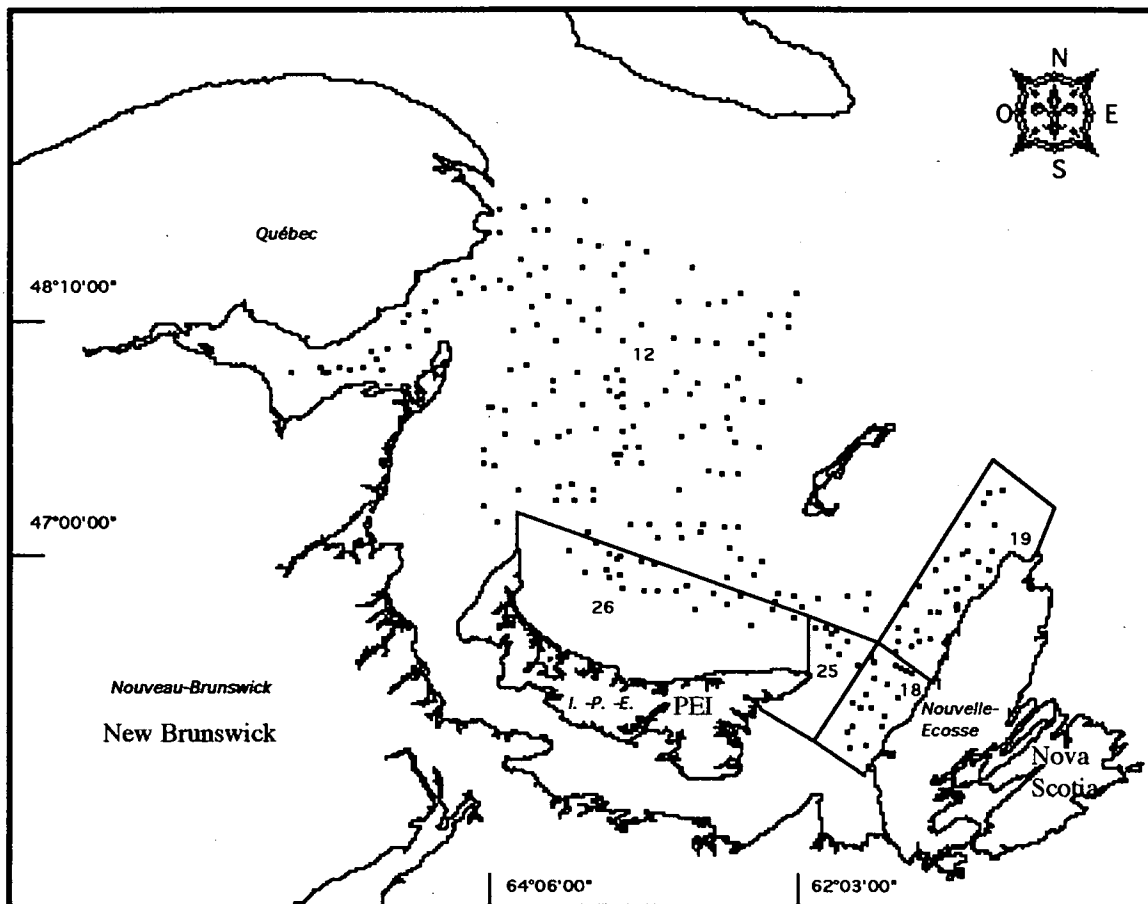 N
O E
S
Québec
48°10'00"
12
47°00'00"
19
26
25
18
Nouveau-Brunswick
I. -P. -E.
PEI
Nouvelle-
Ecosse
New Brunswick
Nova
Scotia
64°06'00"
62°03'00"